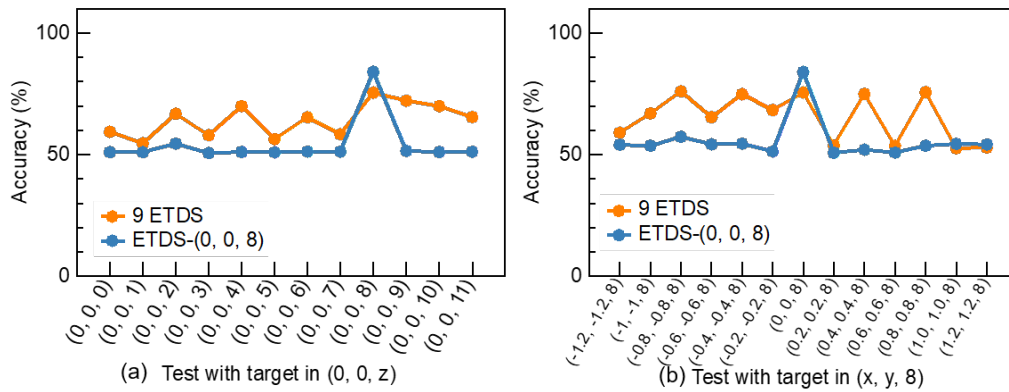 100
50
0
Accuracy (%)
9 ETDS
ETDS-(0, 0, 8)
(0, 0, 0)
(0, 0, 1)
(0, 0, 2)
(0, 0, 3)
(0, 0, 4)
(0, 0, 5)
(0, 0, 6)
(0, 0, 7)
(0, 0, 8)
(0, 0, 9)
(0, 0, 10)
(0, 0, 11)
(a) Test with target in (0, 0, z)
100
50
0
Accuracy (%)
9 ETDS
ETDS-(0, 0, 8)
(-1.2, -1.2, 8)
(-1, -1, 8)
(-0.8, -0.8, 8)
(-0.6, -0.6, 8)
(-0.4, -0.4, 8)
(-0.2, -0.2, 8)
(0, 0, 8)
(0.2, 0.2, 8)
(0.4, 0.4, 8)
(0.6, 0.6, 8)
(0.8, 0.8, 8)
(1.0, 1.0, 8)
(1.2, 1.2, 8)
(b) Test with target in (x, y, 8)